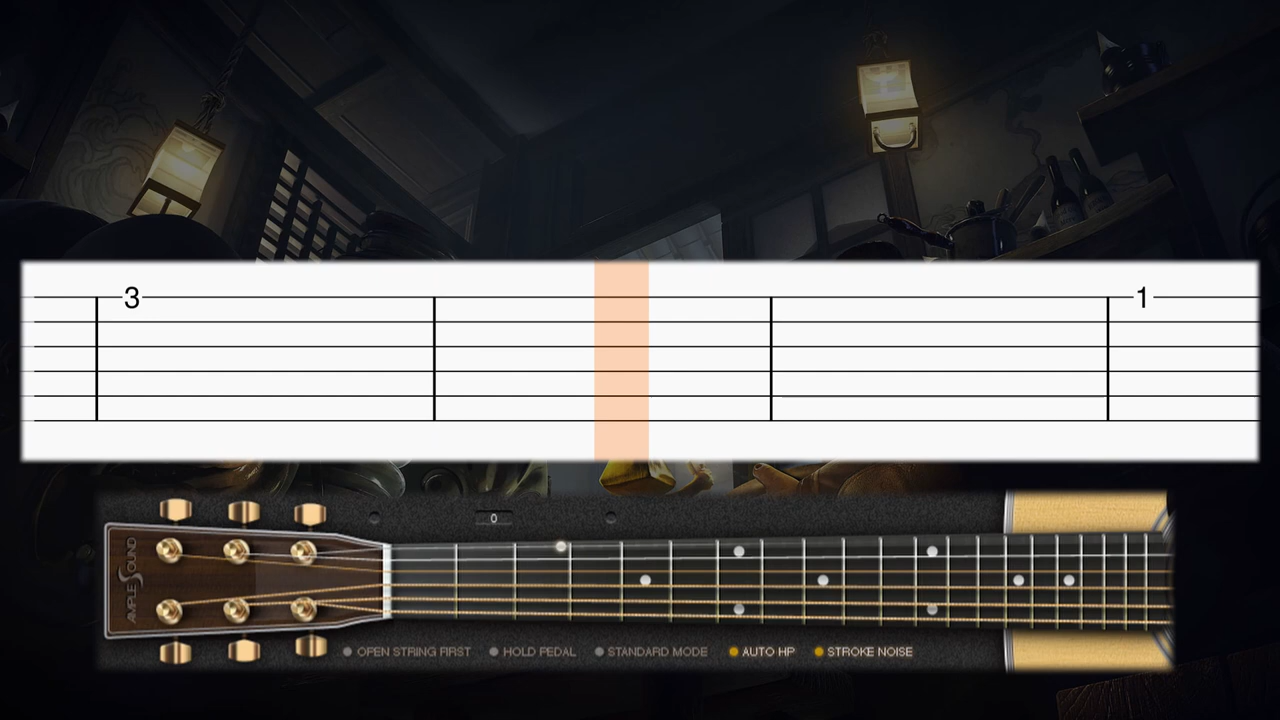 3
1
0
AMPLE SOUND
OPEN STRING FIRST HOLD PEDAL STANDARD MODE AUTO HP STROKE NOISE